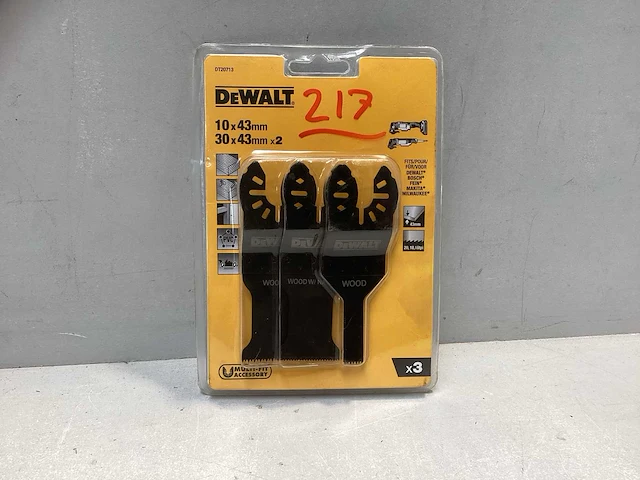 DT20713
DEWALT
217
10 x 43mm
30 x 43mm x2
FITS/POUR/
FÜR/VOOR
DEWALT®
BOSCH®
FEIN®
MAKITA®
MILWAUKEE®
43mm
DEWALT
WOOD
WOOD W/
DEWALT
WOOD
MULTI-FIT
ACCESSORY
x3